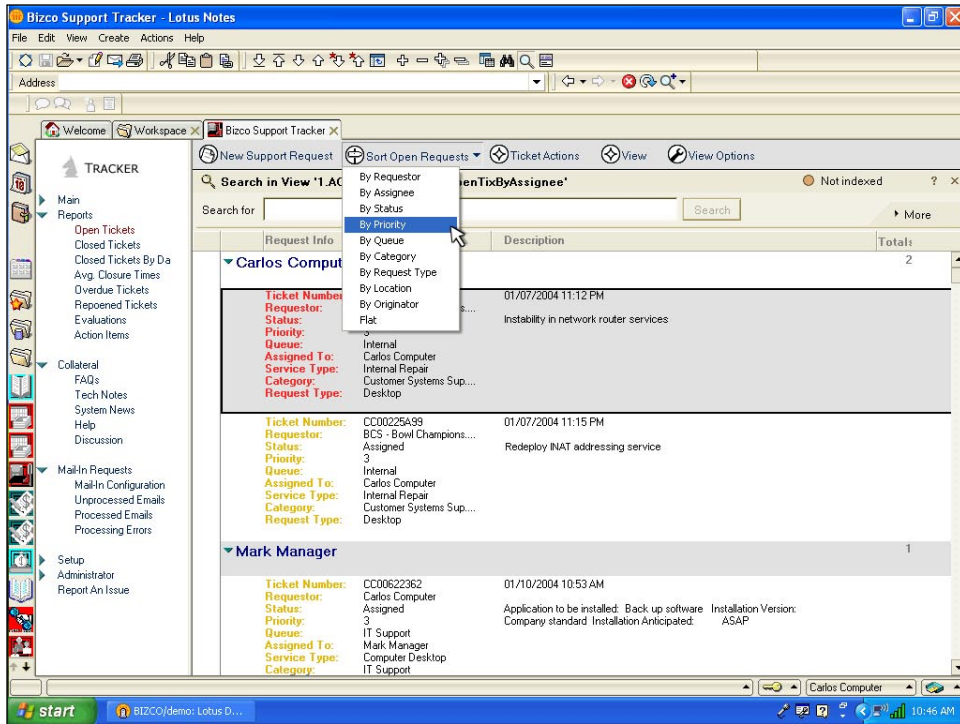 Bizco Support Tracker - Lotus Notes
File Edit View Create Actions Help
Address
Welcome Workspace Bizco Support Tracker
TRACKER
Main
Reports
Open Tickets
Closed Tickets
Closed Tickets By Da
Avg. Closure Times
Overdue Tickets
Repoened Tickets
Evaluations
Action Items
Collateral
FAQs
Tech Notes
System News
Help
Discussion
Mail-In Requests
Mail-In Configuration
Unprocessed Emails
Processed Emails
Processing Errors
Setup
Administrator
Report An Issue
New Support Request Sort Open Requests Ticket Actions View View Options
By Requestor
By Assignee
By Status
By Priority
By Queue
By Category
By Request Type
By Location
By Originator
Flat
Search in View '1.AC enTixByAssignee' Not indexed ?
Search for Search More
Request Info Description Totals
Carlos Comput 2
Ticket Number 01/07/2004 11:12 PM
Requestor: s....
Status: Instability in network router services
Priority: 3
Queue: Internal
Assigned To: Carlos Computer
Service Type: Internal Repair
Category: Customer Systems Sup....
Request Type: Desktop
Ticket Number: CC00225A99 01/07/2004 11:15 PM
Requestor: BCS - Bowl Champions....
Status: Assigned Redeploy INAT addressing service
Priority: 3
Queue: Internal
Assigned To: Carlos Computer
Service Type: Internal Repair
Category: Customer Systems Sup....
Request Type: Desktop
Mark Manager 1
Ticket Number: CC00622362 01/10/2004 10:53 AM
Requestor: Carlos Computer
Status: Assigned Application to be installed: Back up software Installation Version:
Priority: 3 Company standard Installation Anticipated: ASAP
Queue: IT Support
Assigned To: Mark Manager
Service Type: Computer Desktop
Category: IT Support
Carlos Computer
start BIZCO/demo: Lotus D... 10:46 AM